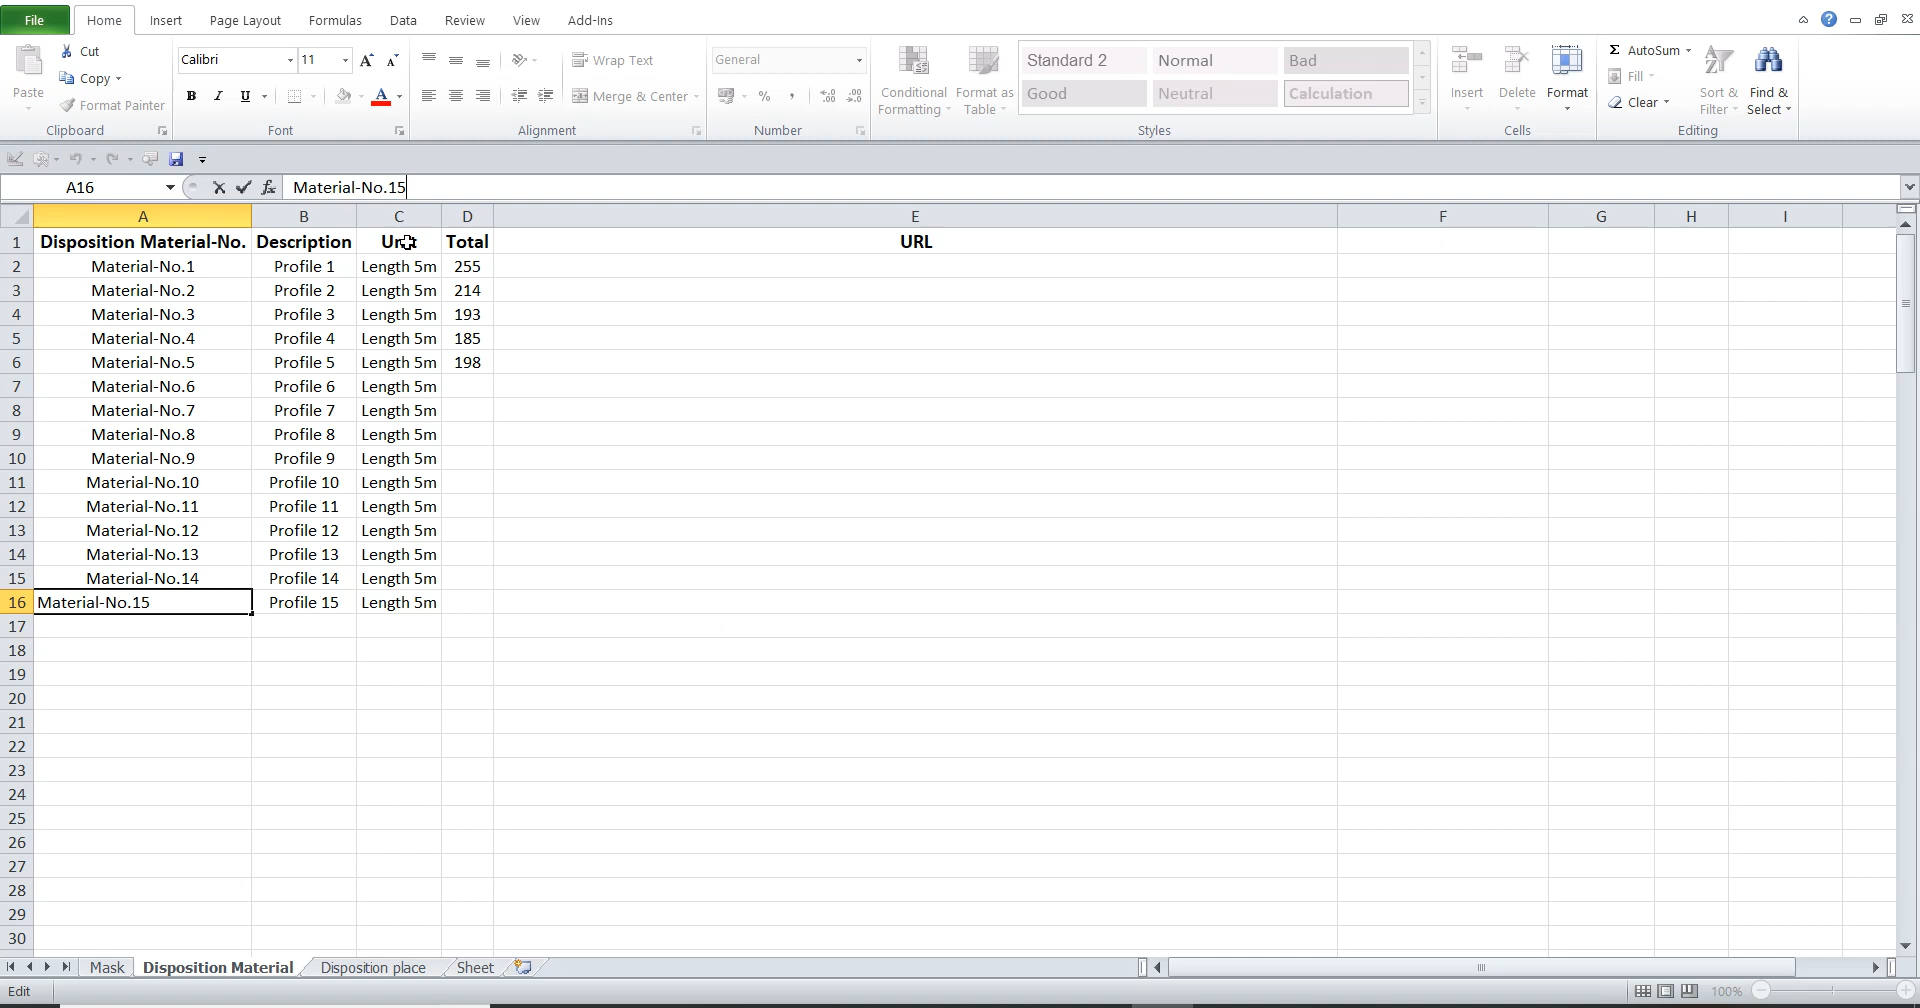 File Home Insert Page Layout Formulas Data Review View Add-Ins
Cut
Copy
Format Painter
Paste
Clipboard
Calibri 11
B I U A
Font
Wrap Text
Merge & Center
Alignment
General
%
Number
Conditional Formatting
Format as Table
Standard 2 Normal Bad
Good Neutral Calculation
Styles
Insert Delete Format
Cells
Σ AutoSum
Fill
Clear
Sort & Filter
Find & Select
Editing
A16 fx Material-No.15
A B C D E F G H I
1 Disposition Material-No. Description Total URL
2 Material-No.1 Profile 1 Length 5m 255
3 Material-No.2 Profile 2 Length 5m 214
4 Material-No.3 Profile 3 Length 5m 193
5 Material-No.4 Profile 4 Length 5m 185
6 Material-No.5 Profile 5 Length 5m 198
7 Material-No.6 Profile 6 Length 5m
8 Material-No.7 Profile 7 Length 5m
9 Material-No.8 Profile 8 Length 5m
10 Material-No.9 Profile 9 Length 5m
11 Material-No.10 Profile 10 Length 5m
12 Material-No.11 Profile 11 Length 5m
13 Material-No.12 Profile 12 Length 5m
14 Material-No.13 Profile 13 Length 5m
15 Material-No.14 Profile 14 Length 5m
16 Material-No.15 Profile 15 Length 5m
17
18
19
20
21
22
23
24
25
26
27
28
29
30
Mask Disposition Material Disposition place Sheet
Edit 100%